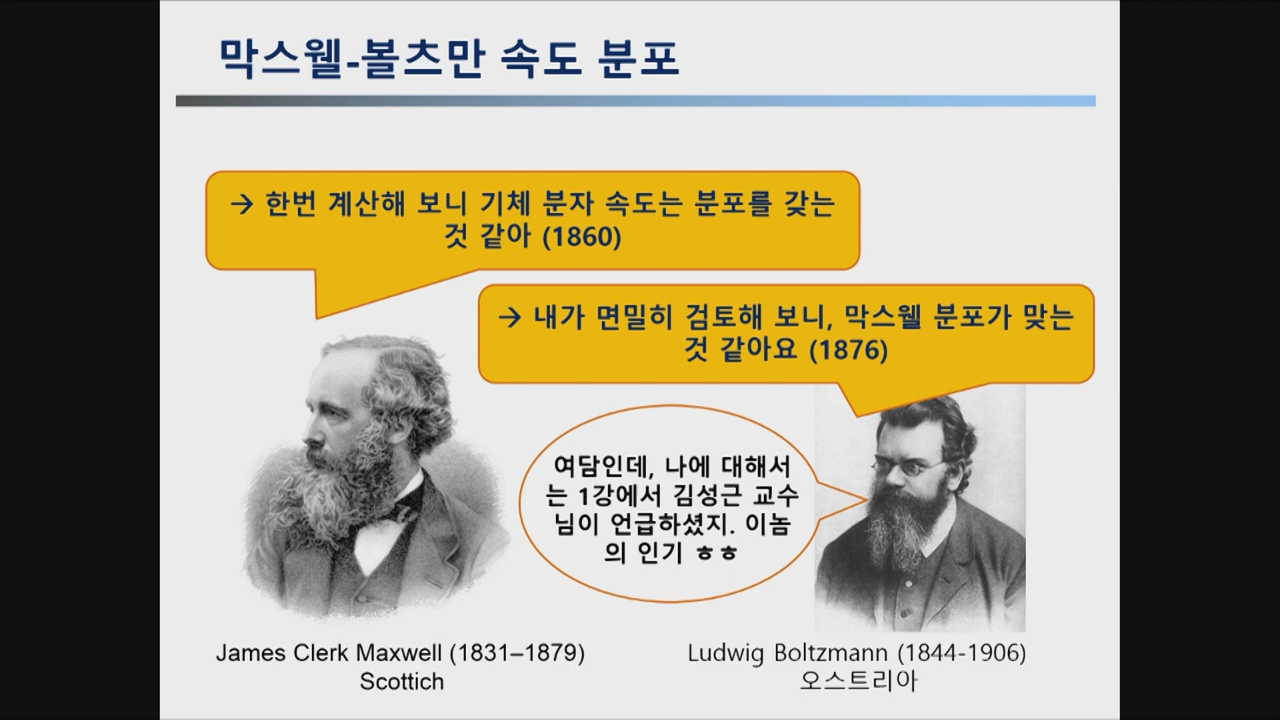 막스웰-볼츠만 속도 분포
→ 한번 계산해 보니 기체 분자 속도는 분포를 갖는
것 같아 (1860)
→ 내가 면밀히 검토해 보니, 막스웰 분포가 맞는
것 같아요 (1876)
여담인데, 나에 대해서
는 1강에서 김성근 교수
님이 언급하셨지. 이놈
의 인기 ㅎㅎ
James Clerk Maxwell (1831–1879)
Scottich
Ludwig Boltzmann (1844-1906)
오스트리아